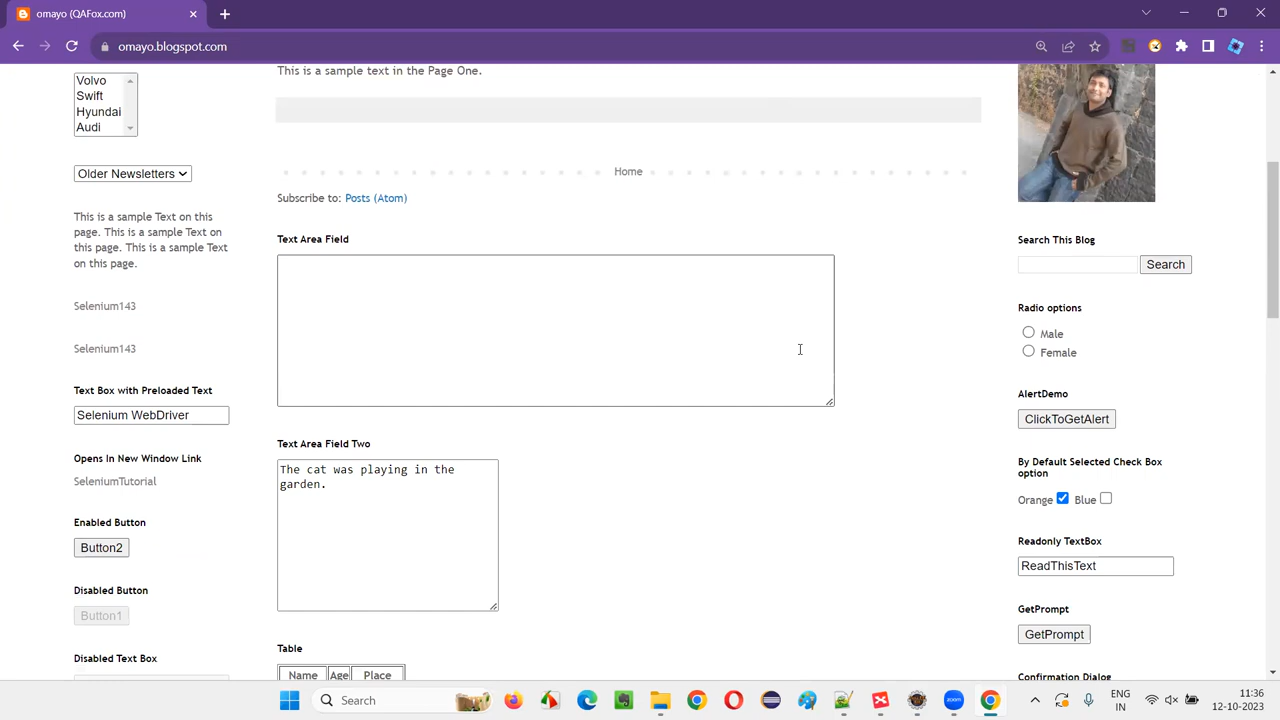 omayo (QAFox.com)
omayo.blogspot.com
Volvo
Swift
Hyundai
Audi
Older Newsletters
This is a sample Text on this
page. This is a sample Text on
this page. This is a sample Text
on this page.
Selenium143
Selenium143
Text Box with Preloaded Text
Selenium WebDriver
Opens In New Window Link
SeleniumTutorial
Enabled Button
Button2
Disabled Button
Button1
Disabled Text Box
This is a sample text in the Page One.
Home
Subscribe to: Posts (Atom)
Text Area Field
Text Area Field Two
The cat was playing in the
garden.
Table
Name Age Place
Search This Blog
Search
Radio options
Male
Female
AlertDemo
ClickToGetAlert
By Default Selected Check Box
option
Orange Blue
Readonly TextBox
ReadThisText
GetPrompt
GetPrompt
Confirmation Dialog
Search
zoom
ENG
IN
11:36
12-10-2023